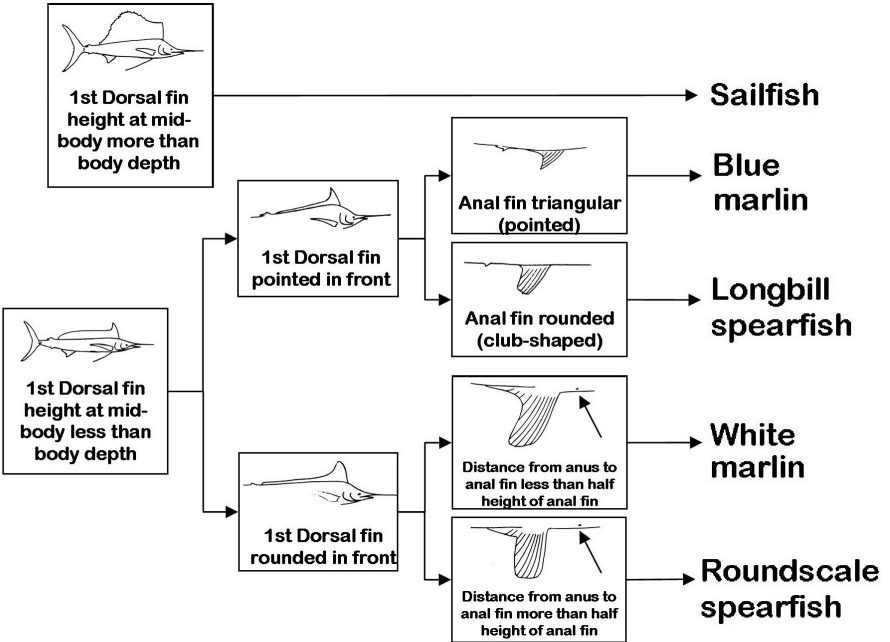 1st Dorsal fin
height at mid-
body more than
body depth
Sailfish
1st Dorsal fin
height at mid-
body less than
body depth
1st Dorsal fin
pointed in front
Anal fin triangular
(pointed)
Blue
marlin
Anal fin rounded
(club-shaped)
Longbill
spearfish
1st Dorsal fin
rounded in front
Distance from anus to
anal fin less than half
height of anal fin
White
marlin
Distance from anus to
anal fin more than half
height of anal fin
Roundscale
spearfish